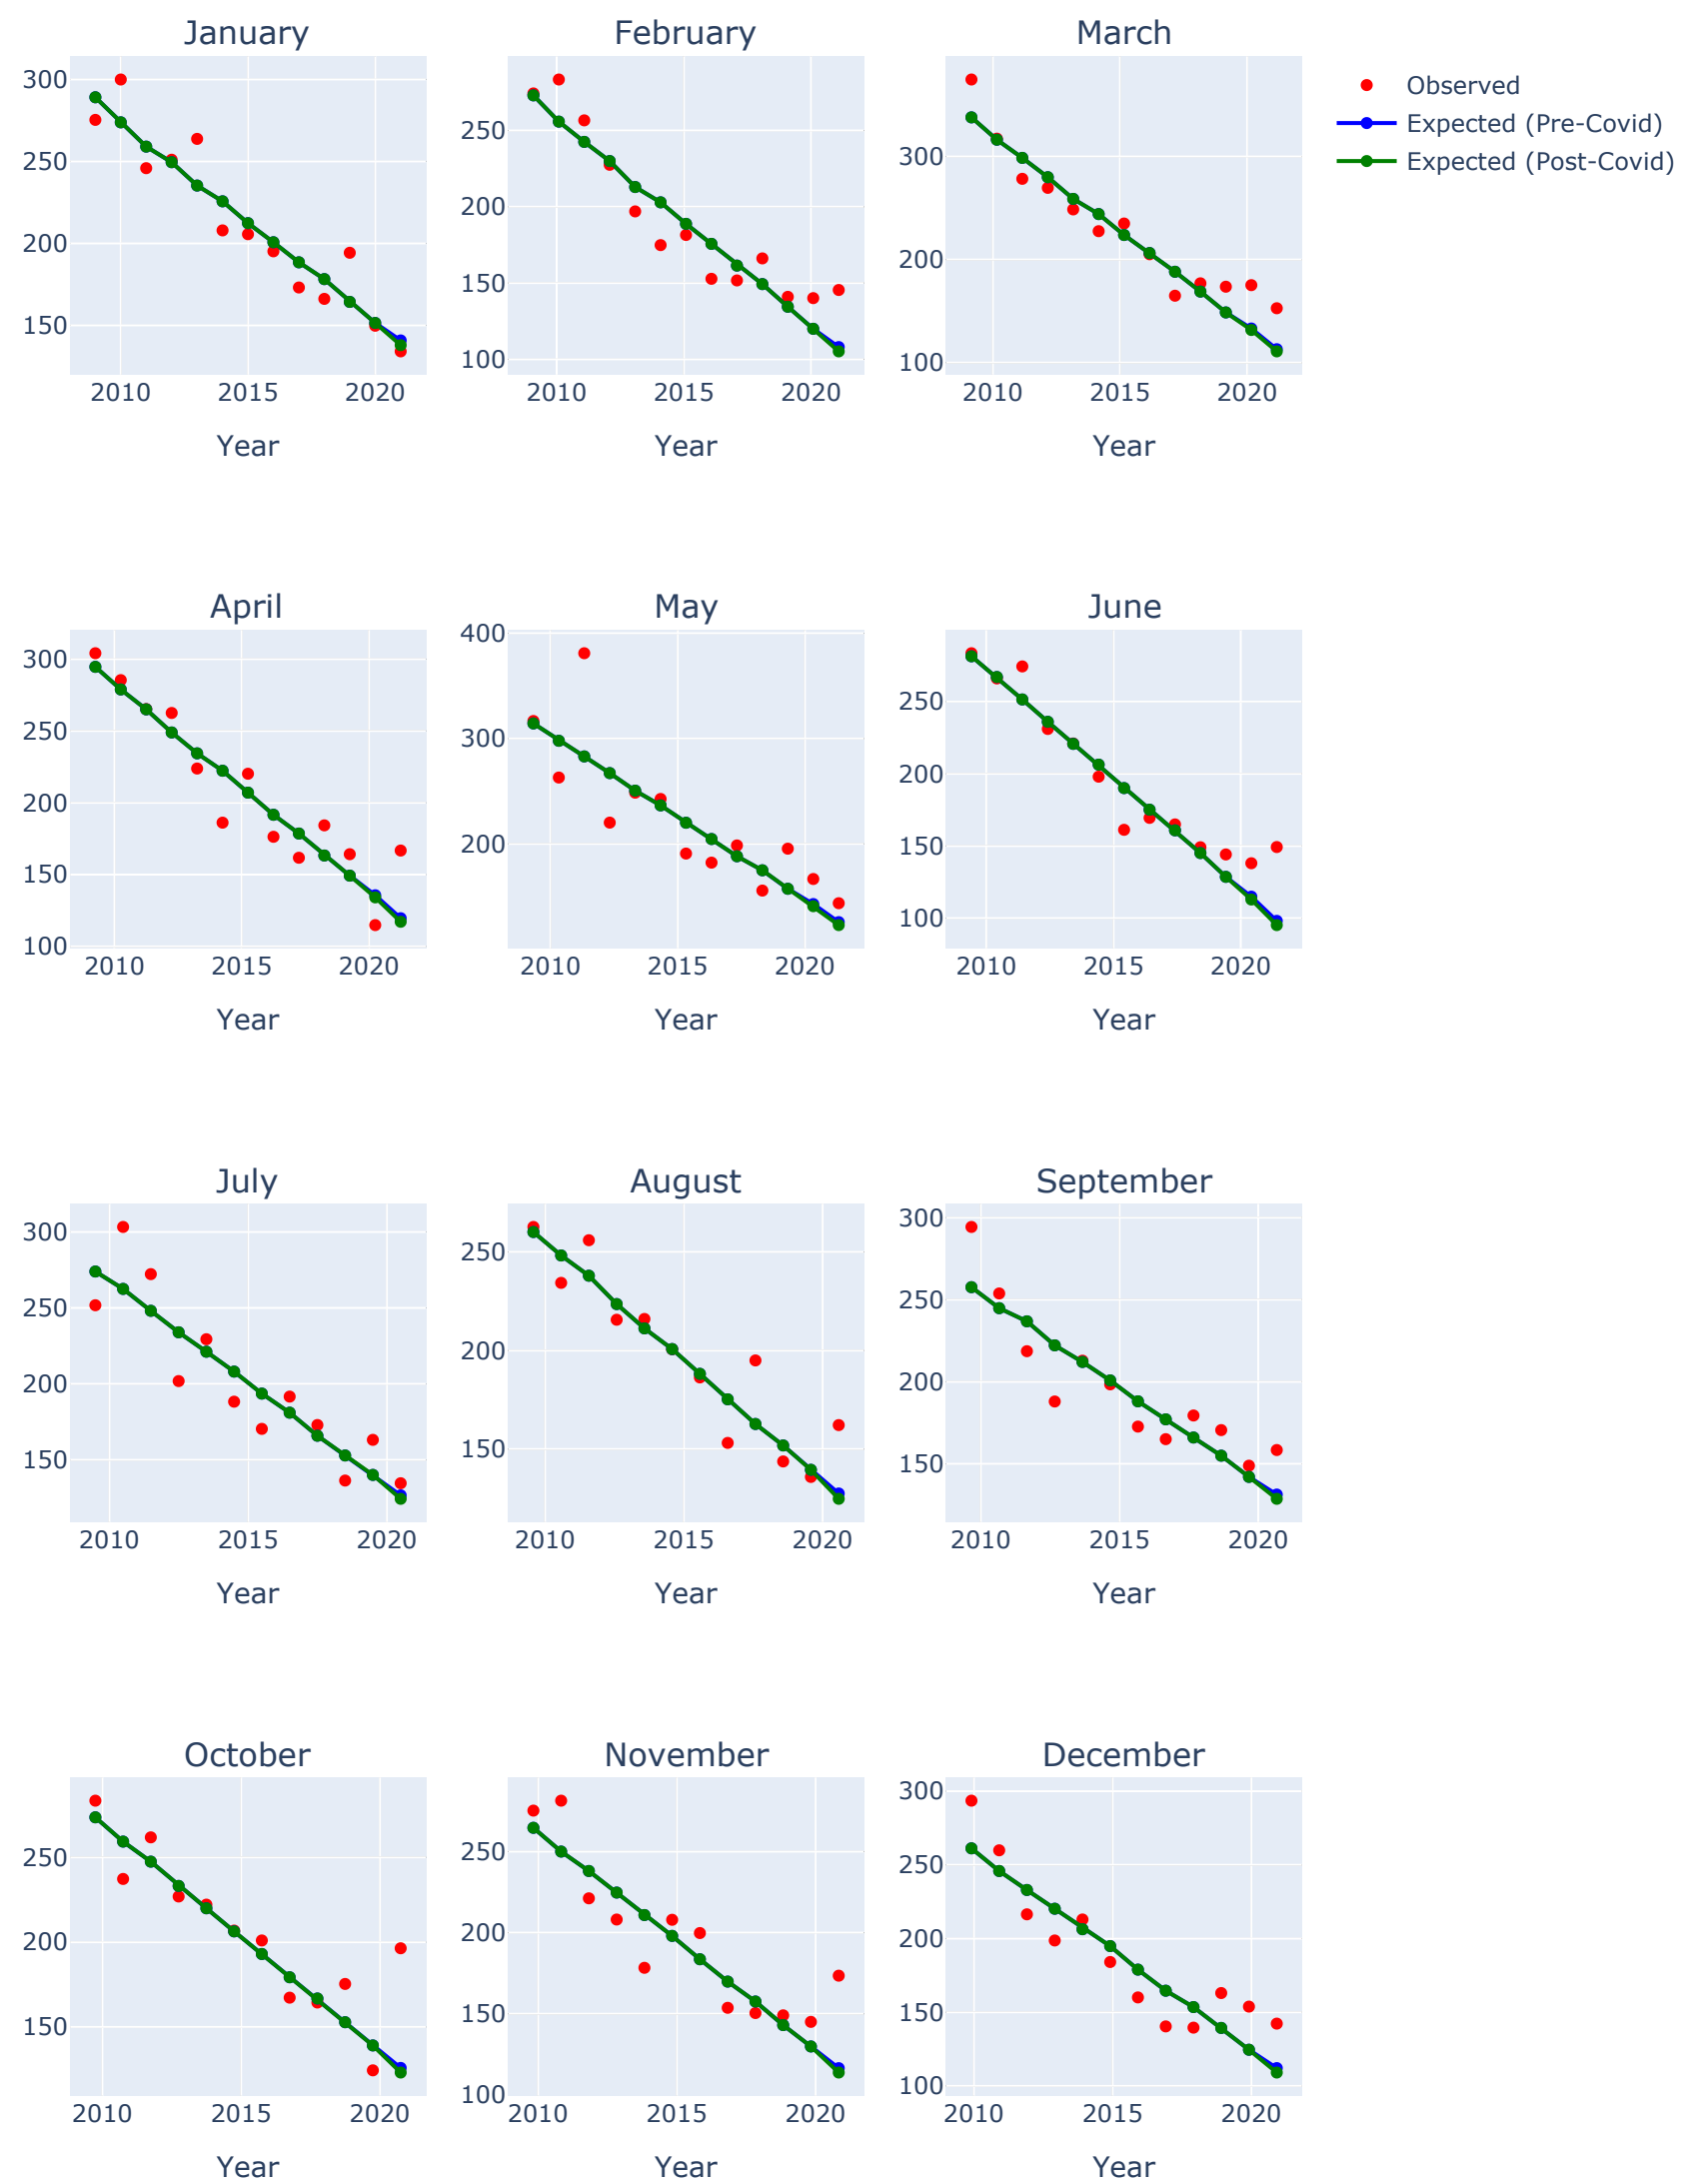 January February March
300
250
200
150
2010 2015 2020
Year
250
200
150
100
2010 2015 2020
Year
300
200
100
2010 2015 2020
Year
Observed
Expected (Pre-Covid)
Expected (Post-Covid)
April May June
300
250
200
150
100
2010 2015 2020
Year
400
300
200
2010 2015 2020
Year
250
200
150
100
2010 2015 2020
Year
July August September
300
250
200
150
2010 2015 2020
Year
250
200
150
2010 2015 2020
Year
300
250
200
150
2010 2015 2020
Year
October November December
250
200
150
2010 2015 2020
Year
250
200
150
100
2010 2015 2020
Year
300
250
200
150
100
2010 2015 2020
Year